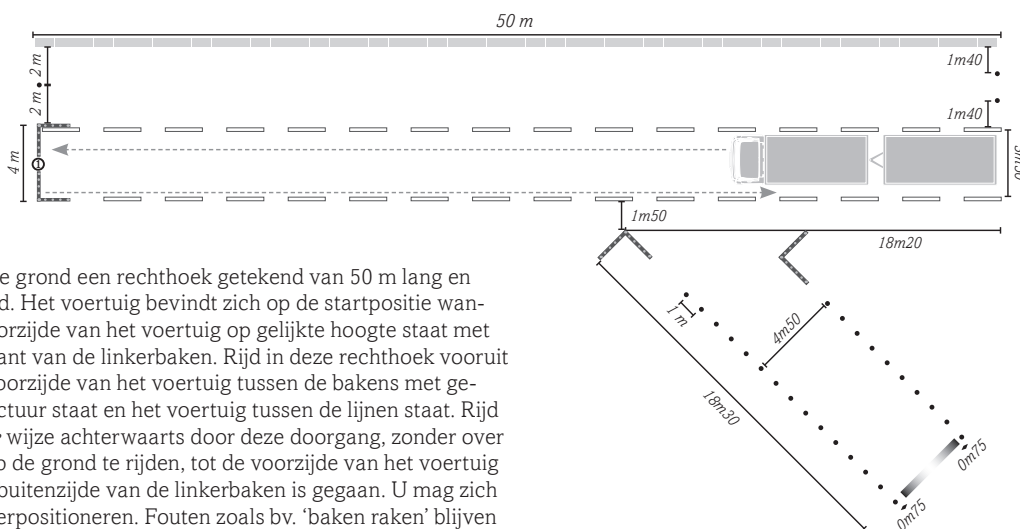 50 m
2 m
1m40
2 m
1m40
4 m
1
1m50
18m20
e grond een rechthoek getekend van 50 m lang en
d. Het voertuig bevindt zich op de startpositie wan-
orzijde van het voertuig op gelijkte hoogte staat met
ant van de linkerbaken. Rijd in deze rechthoek vooruit
oorzijde van het voertuig tussen de bakens met ge-
ctuur staat en het voertuig tussen de lijnen staat. Rijd
wijze achterwaarts door deze doorgang, zonder over
o de grond te rijden, tot de voorzijde van het voertuig
buitenzijde van de linkerbaken is gegaan. U mag zich
erpositioneren. Fouten zoals bv. ‘baken raken’ blijven
1 m
4m50
18m30
0m75
0m75